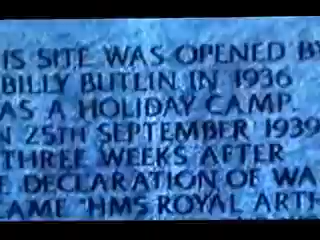 IS SITE WAS OPENED BY
BILLY BUTLIN IN 1936
AS A HOLIDAY CAMP.
N 25TH SEPTEMBER 1939
THREE WEEKS AFTER
E DECLARATION OF WA
CAME "HMS ROYAL ARTH